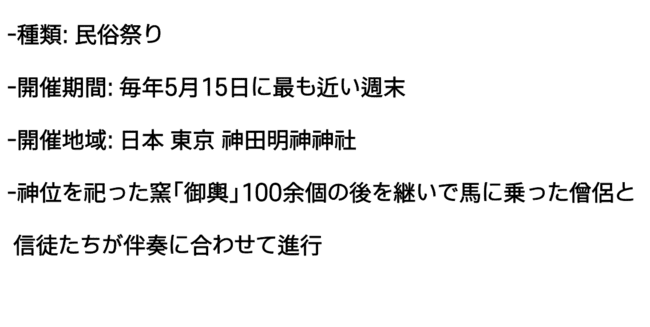 -種類: 民俗祭り
-開催期間: 毎年5月15日に最も近い週末
-開催地域: 日本 東京 神田明神神社
-神位を祀った窯｢御輿｣100余個の後を継いで馬に乗った僧侶と
信徒たちが伴奏に合わせて進行